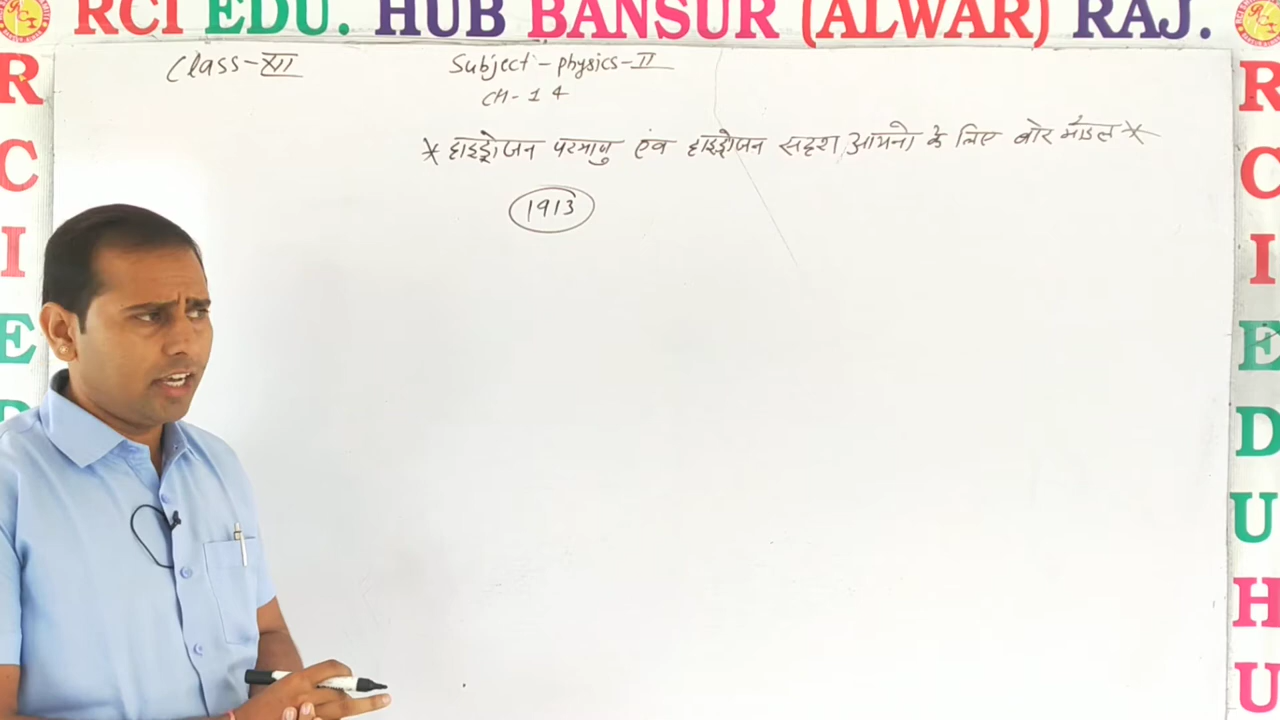 RCI EDU. HUB BANSUR (ALWAR) RAJ.
Class-XII
Subject - physics-II
CH- 14
* हाइड्रोजन परमाणु एंव हाइड्रोजन सदृश आयनो के लिए बोर मॉडल *
1913
R
C
I
E
D
R
C
I
E
D
U
H
U